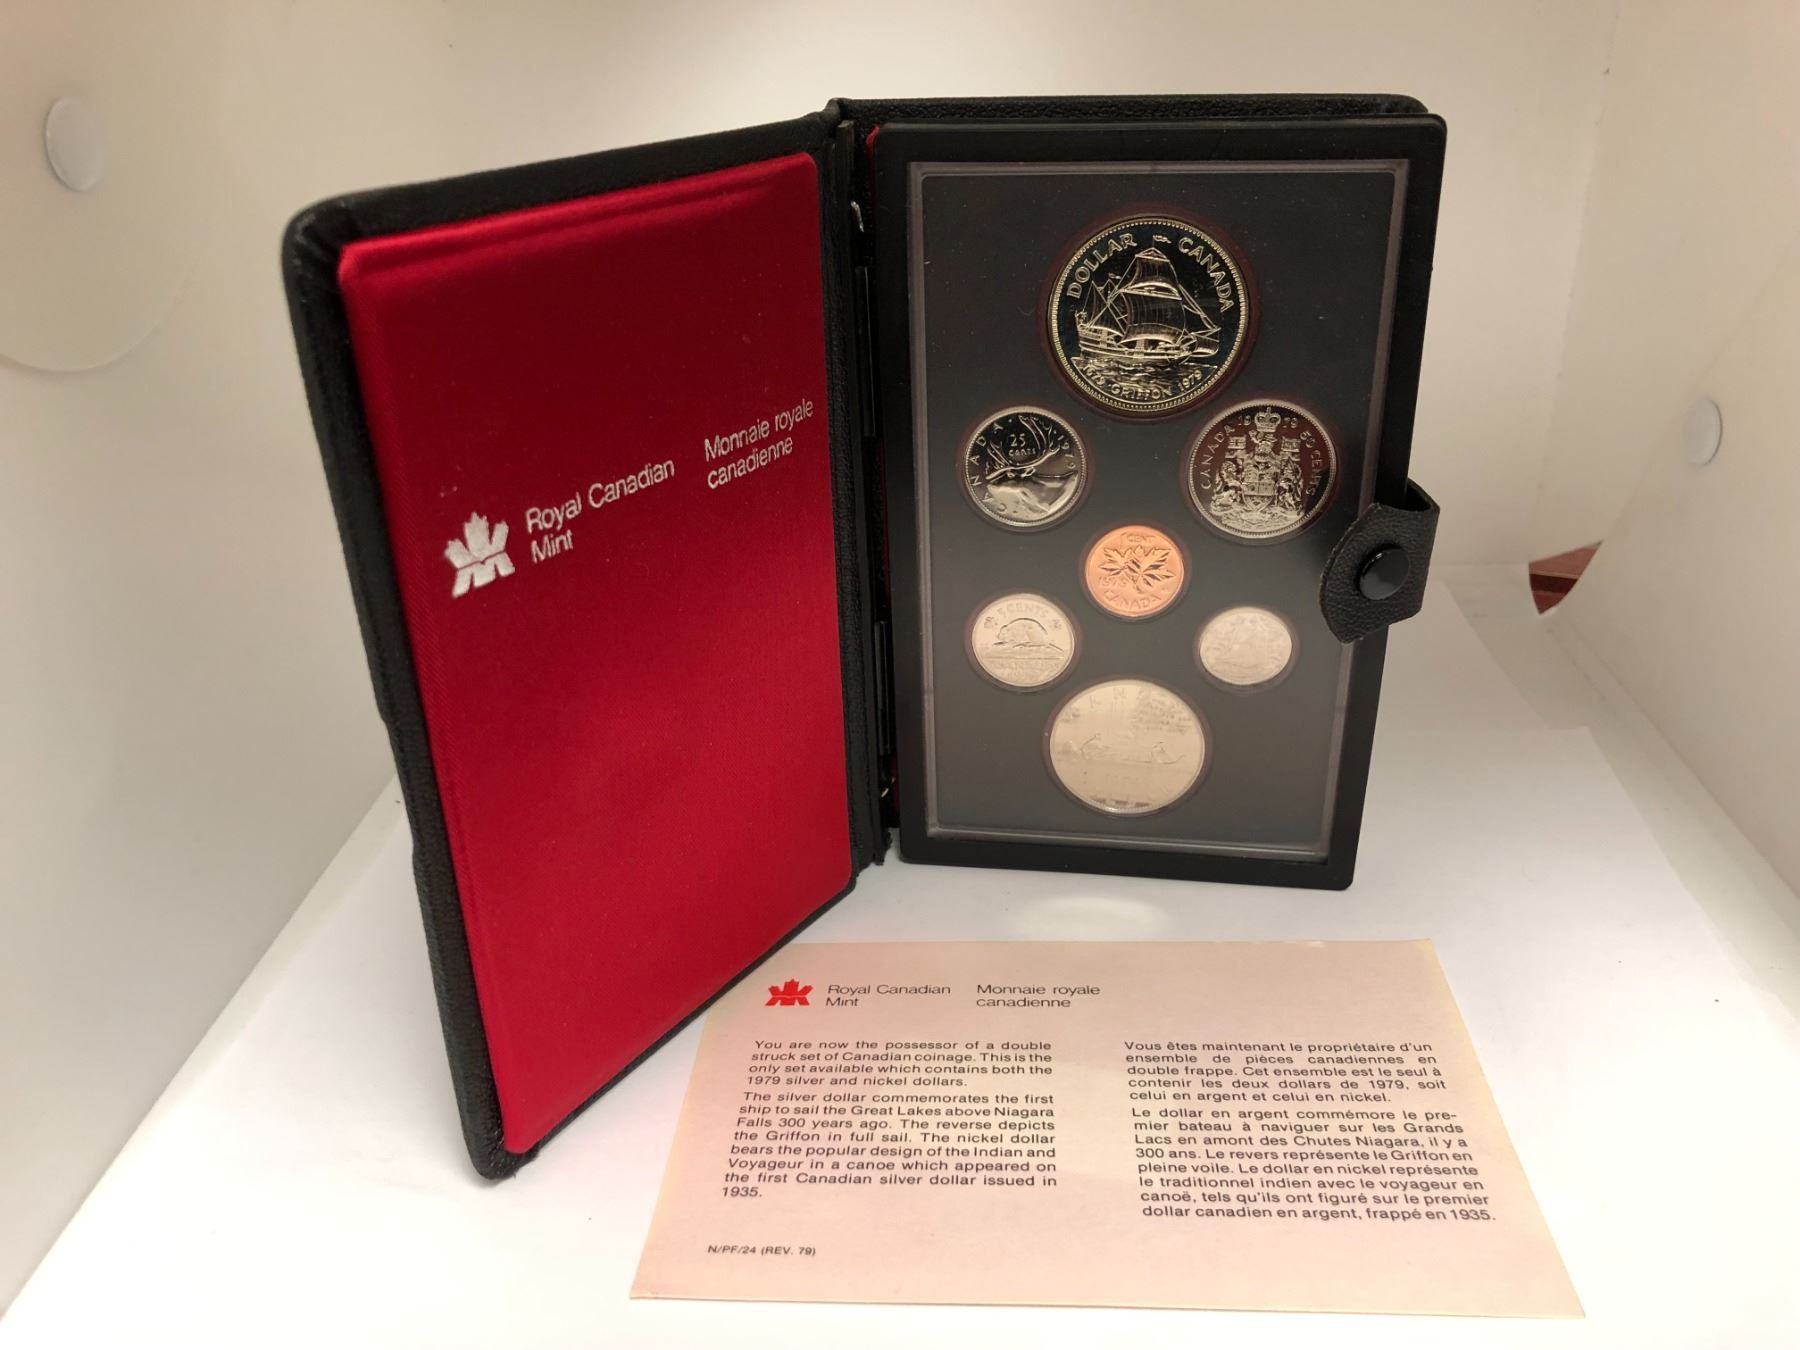 Royal Canadian
Mint
Monnaie royale
canadienne
DOLLAR CANADA
1679 GRIFFON 1979
CANADA 1979
25
CENTS
CANADA 1979 50 CENTS
1 CENT
1979
CANADA
5 CENTS
CANADA
1979
Royal Canadian
Mint
Monnaie royale
canadienne
You are now the possessor of a double
struck set of Canadian coinage. This is the
only set available which contains both the
1979 silver and nickel dollars.
The silver dollar commemorates the first
ship to sail the Great Lakes above Niagara
Falls 300 years ago. The reverse depicts
the Griffon in full sail. The nickel dollar
bears the popular design of the Indian and
Voyageur in a canoe which appeared on
the first Canadian silver dollar issued in
1935.
Vous êtes maintenant le propriétaire d'un
ensemble de pièces canadiennes en
double frappe. Cet ensemble est le seul à
contenir les deux dollars de 1979, soit
celui en argent et celui en nickel.
Le dollar en argent commémore le pre-
mier bateau à naviguer sur les Grands
Lacs en amont des Chutes Niagara, il y a
300 ans. Le revers représente le Griffon en
pleine voile. Le dollar en nickel représente
le traditionnel indien avec le voyageur en
canoë, tels qu'ils ont figuré sur le premier
dollar canadien en argent, frappé en 1935.
N/PF/24 (REV. 79)